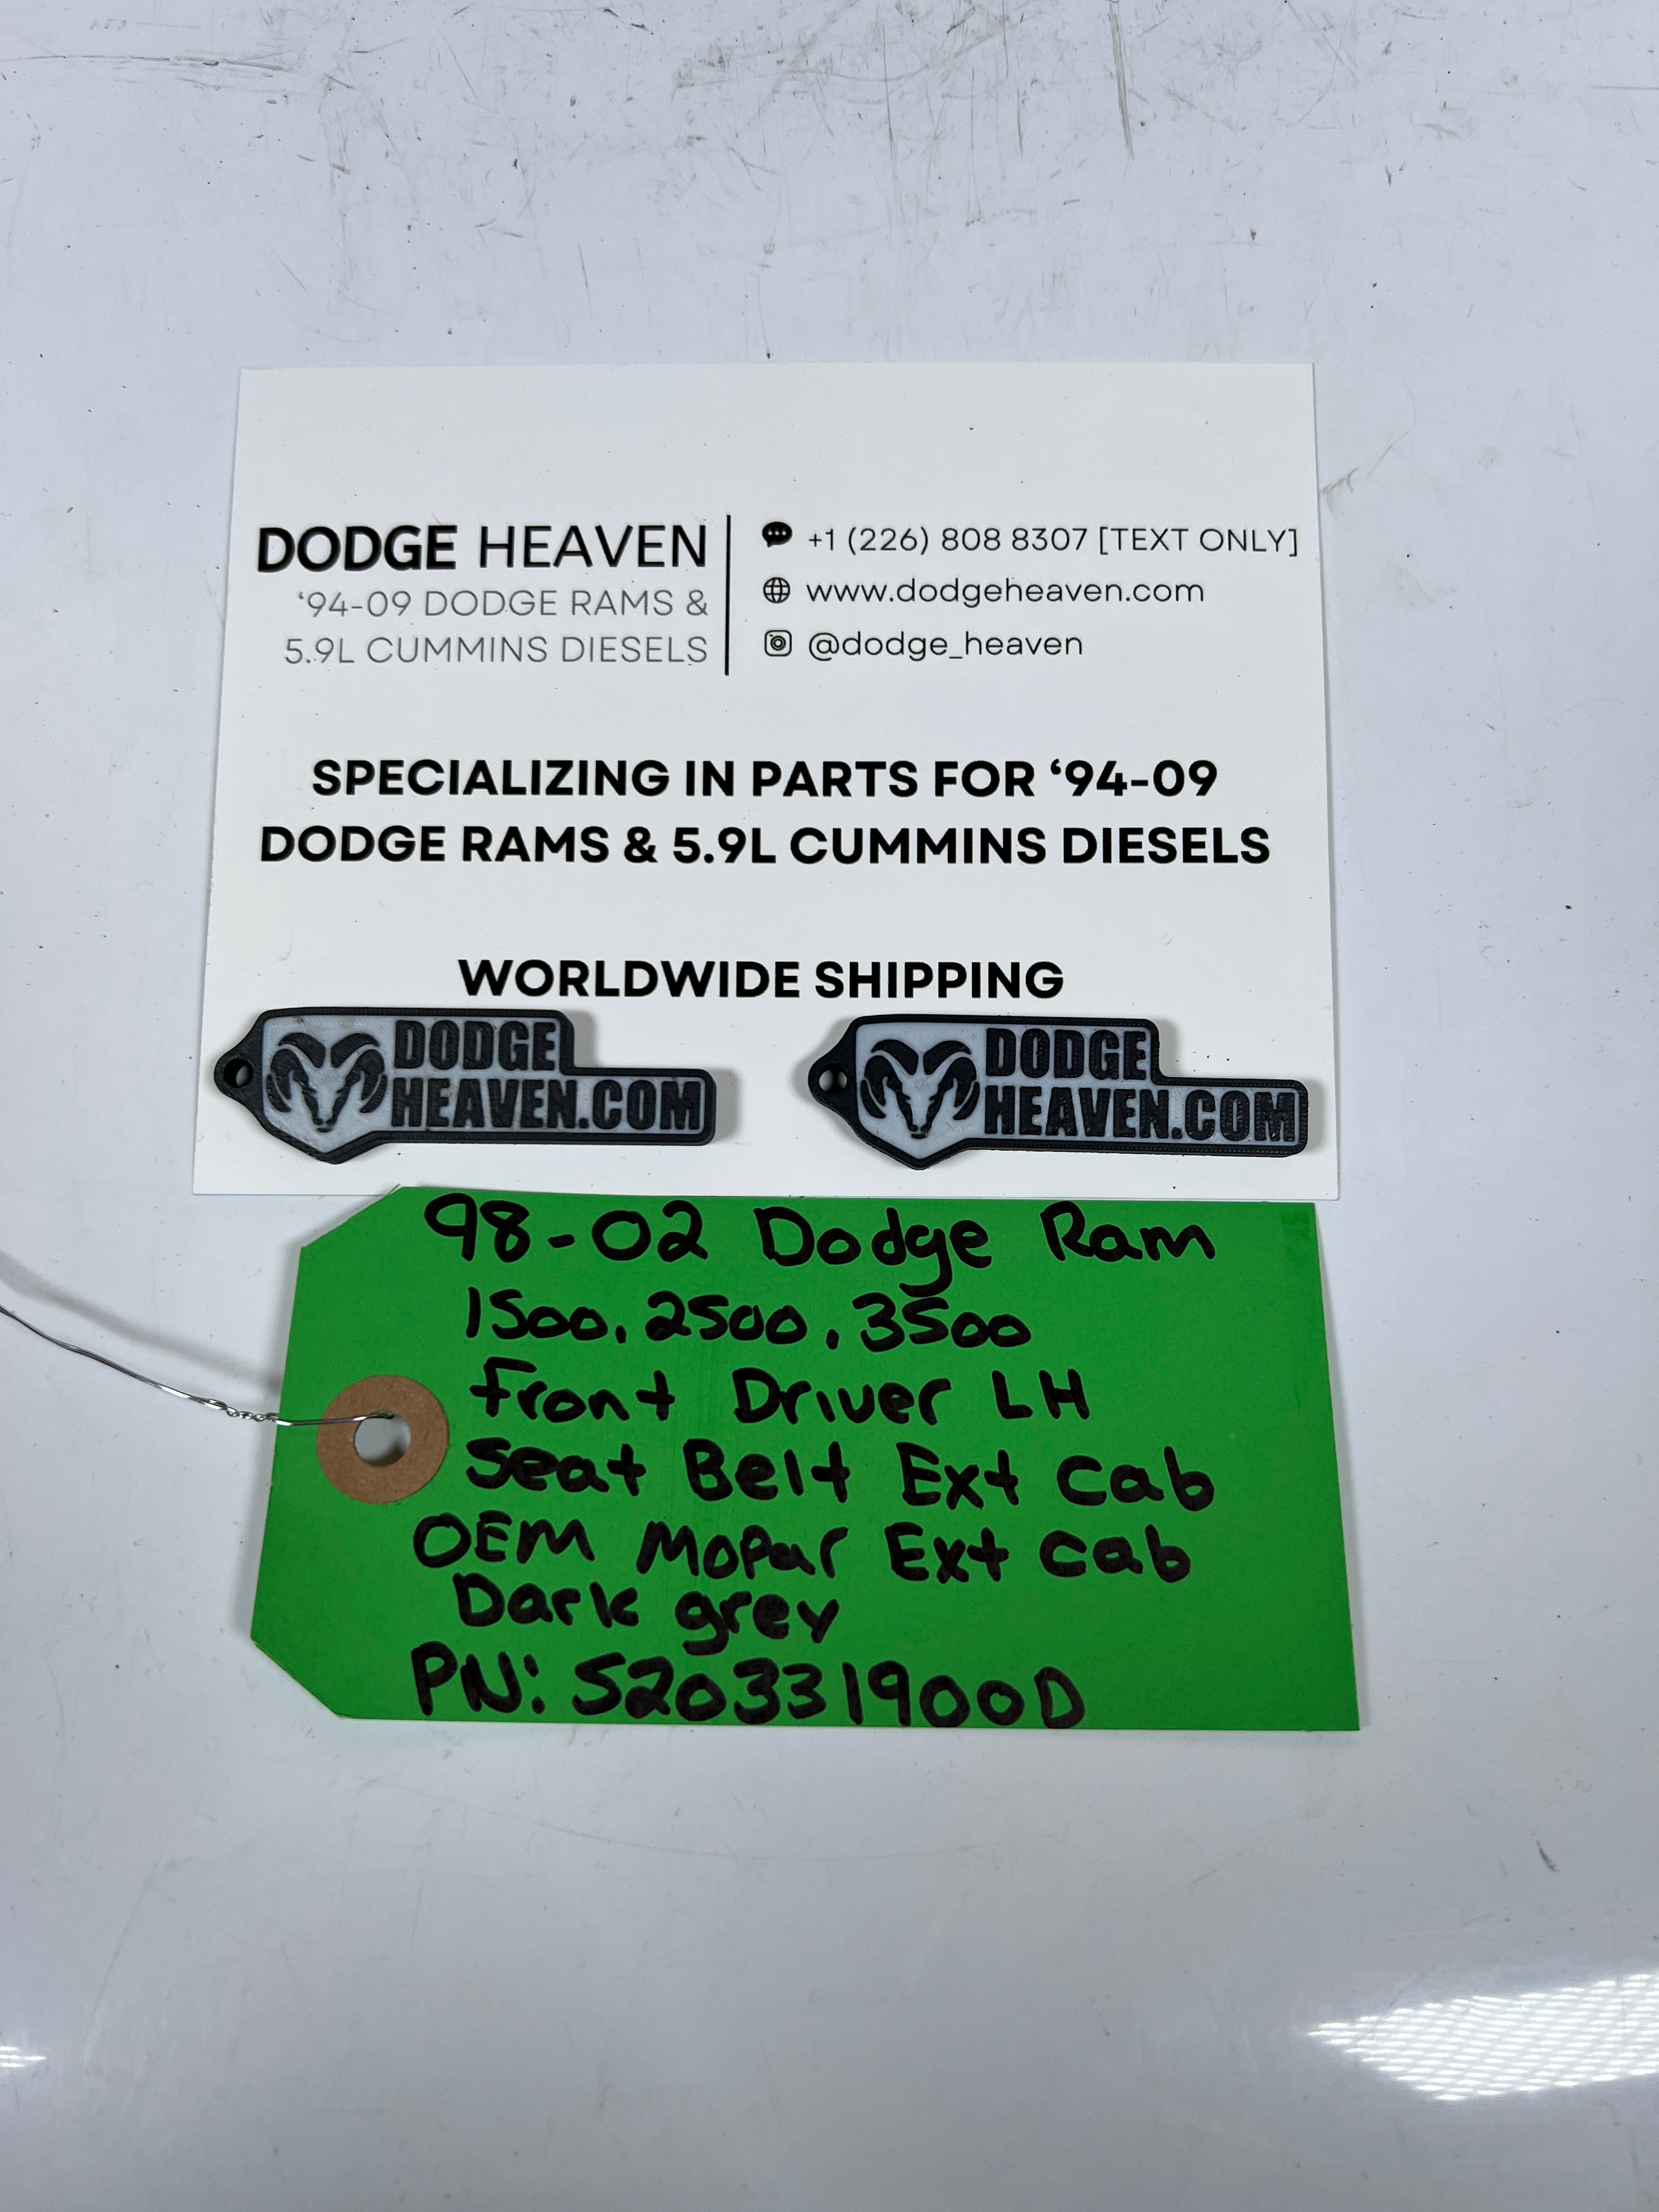 DODGE HEAVEN
‘94-09 DODGE RAMS &
5.9L CUMMINS DIESELS
+1 (226) 808 8307 [TEXT ONLY]
www.dodgeheaven.com
@dodge_heaven
SPECIALIZING IN PARTS FOR ‘94-09
DODGE RAMS & 5.9L CUMMINS DIESELS
WORLDWIDE SHIPPING
DODGE
HEAVEN.COM
DODGE
HEAVEN.COM
98-02 Dodge Ram
1500, 2500, 3500
Front Driver LH
Seat Belt Ext Cab
OEM Mopar Ext Cab
Dark grey
PN: S20331900D